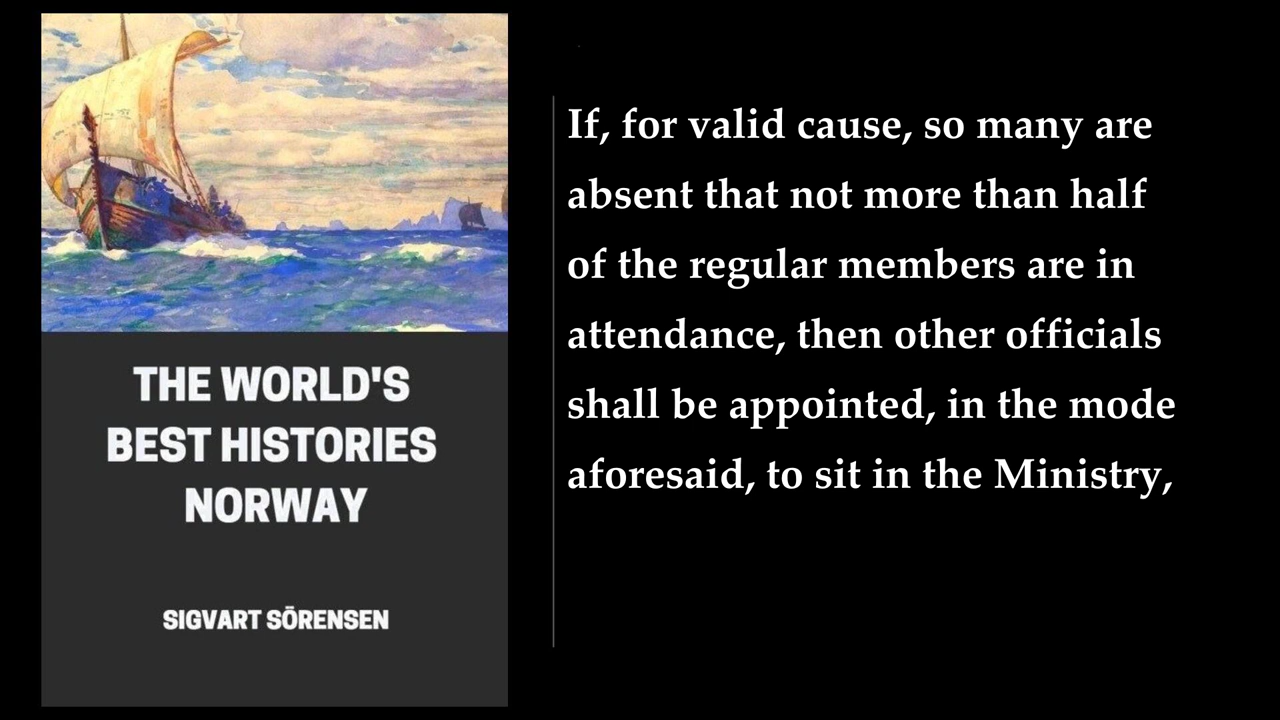 THE WORLD'S
BEST HISTORIES
NORWAY
SIGVART SÖRENSEN
If, for valid cause, so many are
absent that not more than half
of the regular members are in
attendance, then other officials
shall be appointed, in the mode
aforesaid, to sit in the Ministry,